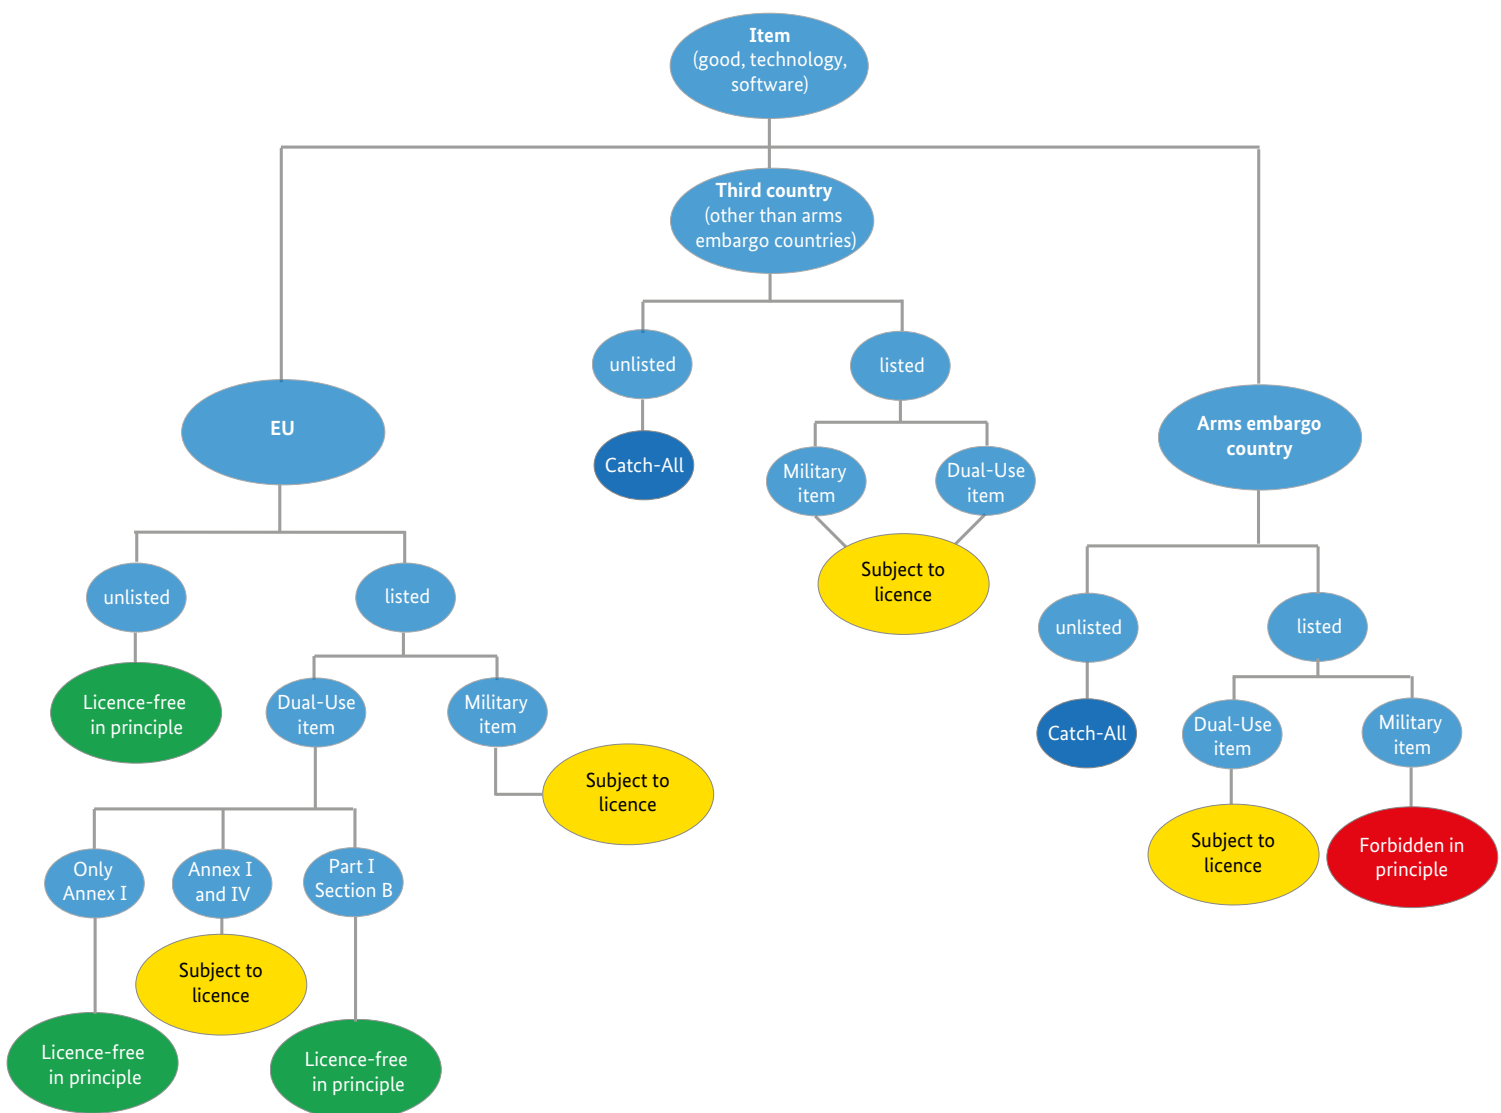 Item
(good, technology,
software)
Third country
(other than arms
embargo countries)
unlisted
listed
EU
Arms embargo
country
Catch-All
Military
item
Dual-Use
item
Subject to
licence
unlisted
listed
unlisted
listed
Licence-free
in principle
Dual-Use
item
Military
item
Catch-All
Dual-Use
item
Military
item
Subject to
licence
Subject to
licence
Forbidden in
principle
Only
Annex I
Annex I
and IV
Part I
Section B
Subject to
licence
Licence-free
in principle
Licence-free
in principle